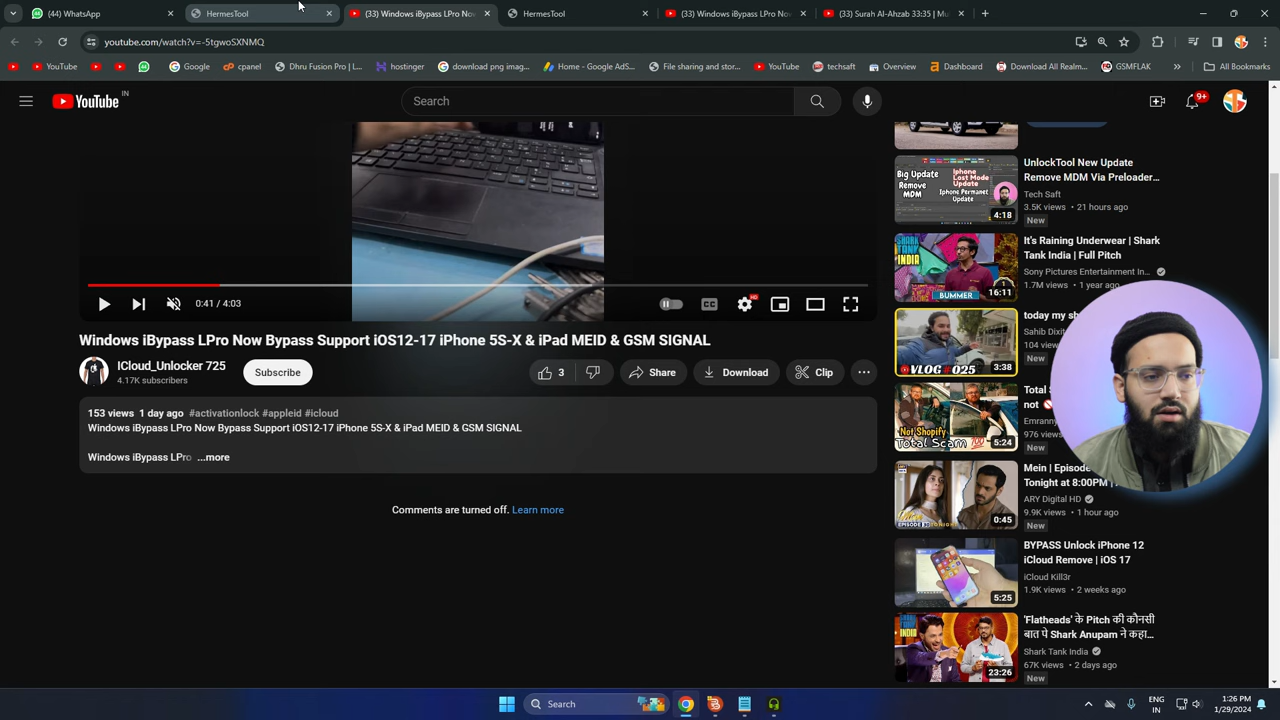 (44) WhatsApp
HermesTool
(33) Windows iBypass LPro Now
HermesTool
(33) Windows iBypass LPro Now
(33) Surah Al-Ahzab 33:35 | Mu
youtube.com/watch?v=-5tgwoSXNMQ
YouTube
Google
cpanel
Dhru Fusion Pro | L...
hostinger
download png imag...
Home - Google AdS...
File sharing and stor...
YouTube
techsaft
Overview
Dashboard
Download All Realm...
GSMFLAK
All Bookmarks
YouTube IN
Search
9+
0:41 / 4:03
HD
Windows iBypass LPro Now Bypass Support iOS12-17 iPhone 5S-X & iPad MEID & GSM SIGNAL
ICloud_Unlocker 725
4.17K subscribers
Subscribe
3
Share
Download
Clip
153 views 1 day ago #activationlock #appleid #icloud
Windows iBypass LPro Now Bypass Support iOS12-17 iPhone 5S-X & iPad MEID & GSM SIGNAL
Windows iBypass LPro ...more
Comments are turned off. Learn more
Big Update
Remove
MDM
Iphone
Lost Mode
Update
Iphone Permanet
Update
4:18
UnlockTool New Update
Remove MDM Via Preloader...
Tech Saft
3.5K views • 21 hours ago
New
SHARK
TANK
INDIA
BUMMER
16:11
It's Raining Underwear | Shark
Tank India | Full Pitch
Sony Pictures Entertainment In...
1.7M views • 1 year ago
VLOG # 025
3:38
today my sh
Sahib Dixit
104 views
New
Not Shopify
Total Scam 💯
5:24
Total S
not 🚫
Emranny
976 views
New
0:45
Mein | Episode
Tonight at 8:00PM |
ARY Digital HD
9.9K views • 1 hour ago
New
5:25
BYPASS Unlock iPhone 12
iCloud Remove | iOS 17
iCloud Kill3r
1.9K views • 2 weeks ago
SHARK
TANK
INDIA
23:26
'Flatheads' के Pitch की कौनसी
बात पे Shark Anupam ने कहा...
Shark Tank India
67K views • 2 days ago
New
Search
ENG
IN
1:26 PM
1/29/2024